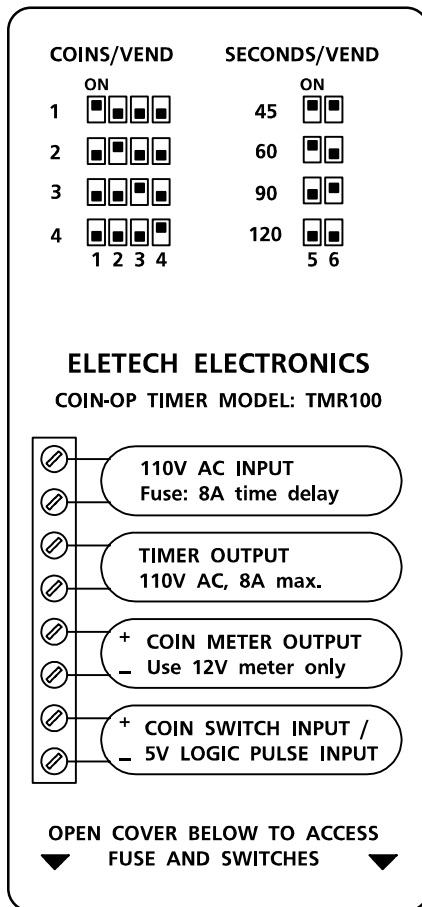 COINS/VEND
ON
1
2
3
4
1 2 3 4
SECONDS/VEND
ON
45
60
90
120
5 6
ELETECH ELECTRONICS
COIN-OP TIMER MODEL: TMR100
110V AC INPUT
Fuse: 8A time delay
TIMER OUTPUT
110V AC, 8A max.
+ COIN METER OUTPUT
– Use 12V meter only
+ COIN SWITCH INPUT /
– 5V LOGIC PULSE INPUT
OPEN COVER BELOW TO ACCESS
FUSE AND SWITCHES